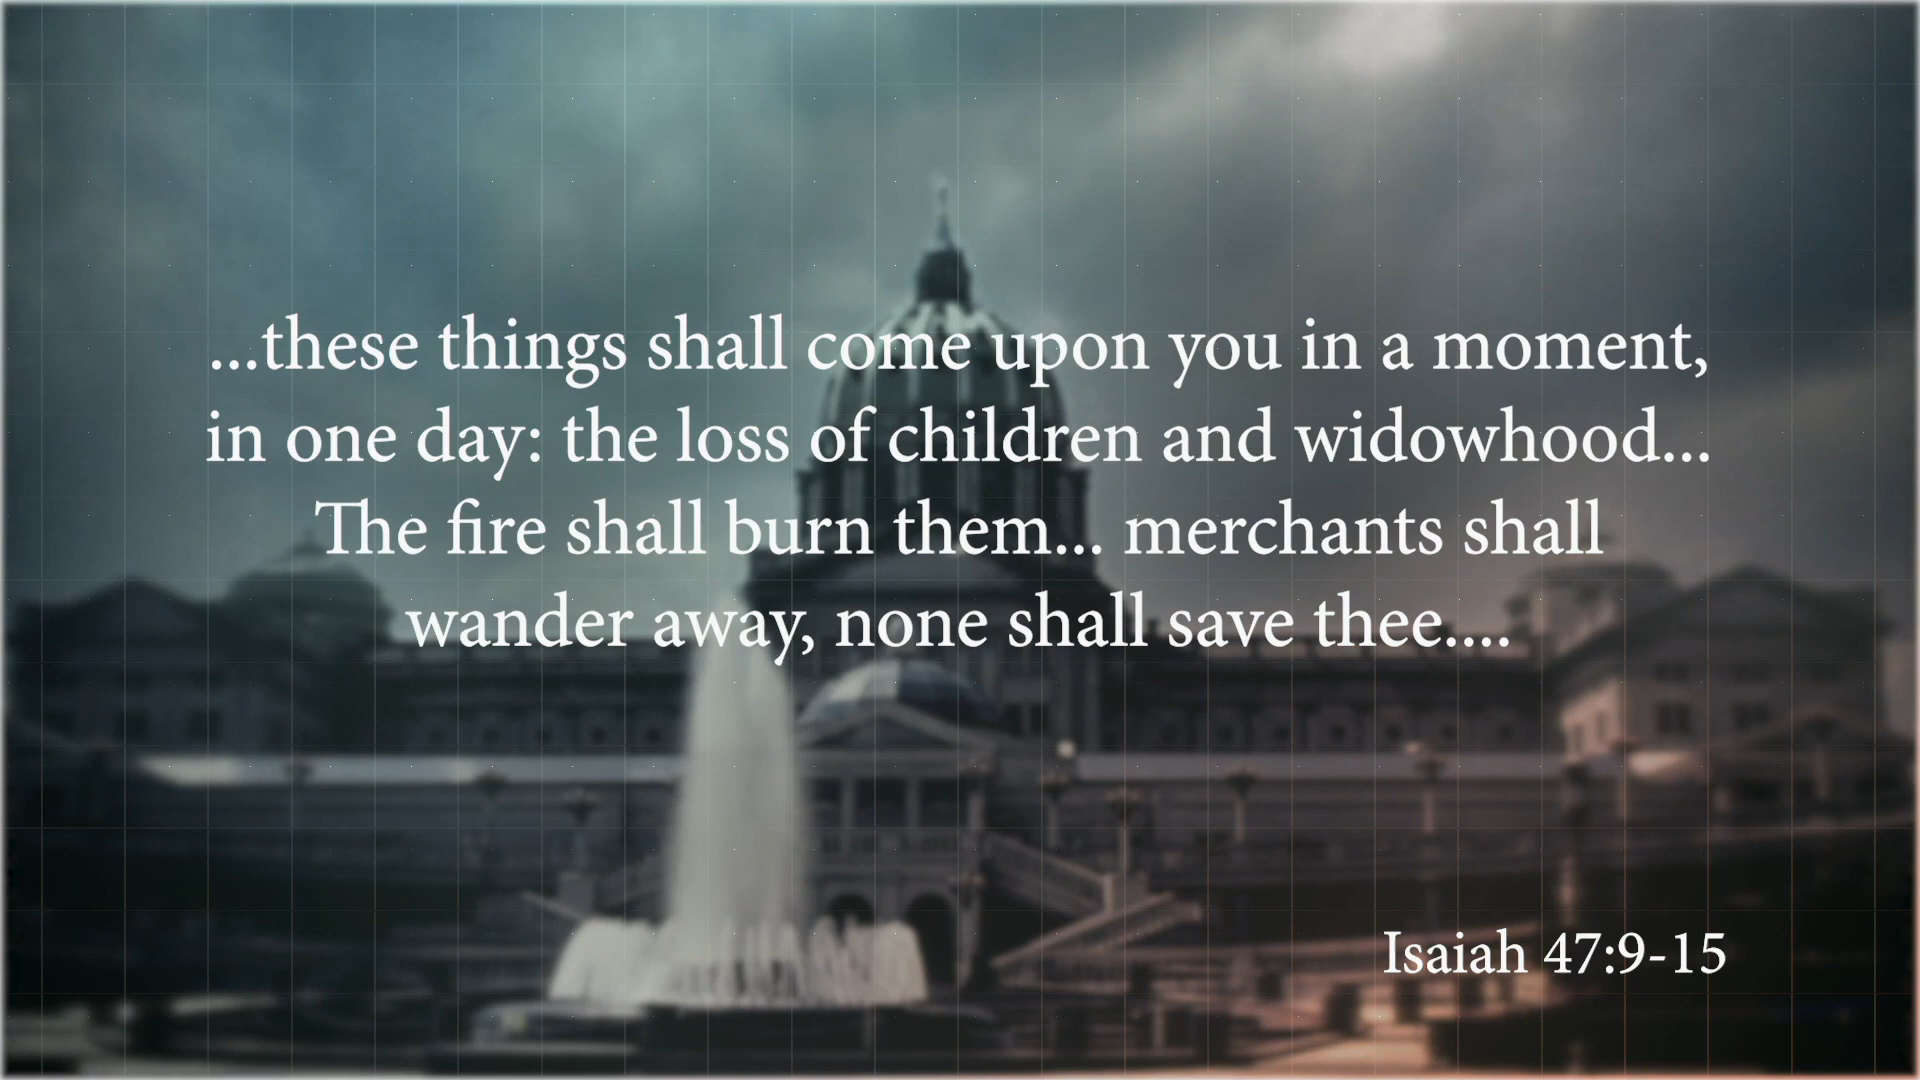 ...these things shall come upon you in a moment,
in one day: the loss of children and widowhood...
The fire shall burn them... merchants shall
wander away, none shall save thee....
Isaiah 47:9-15